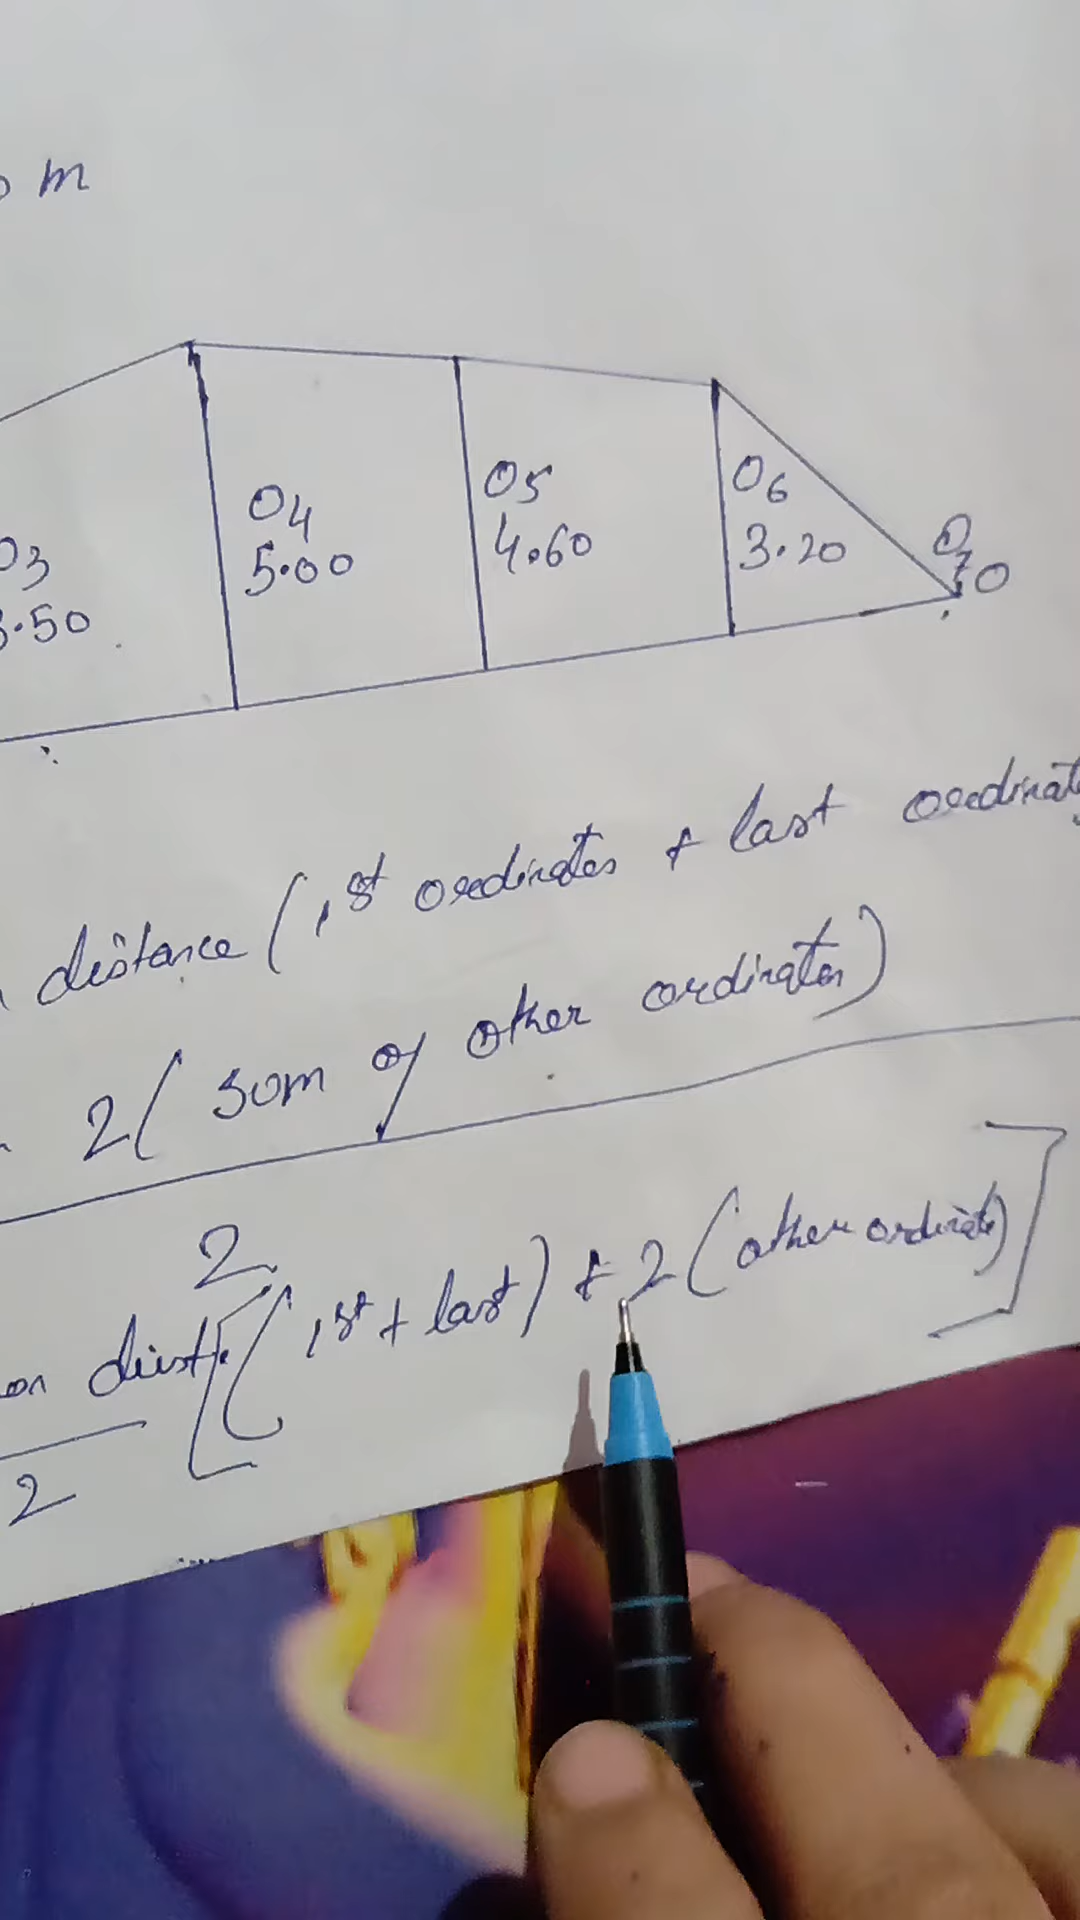 m
O3 O4 O5 O6 O7
.50 5.00 4.60 3.20 0
distance (1st ordinates + last ordinat
2 ( sum of other ordinates)
2
on dist. [(1st + last) + 2 (other ordinate)]
2